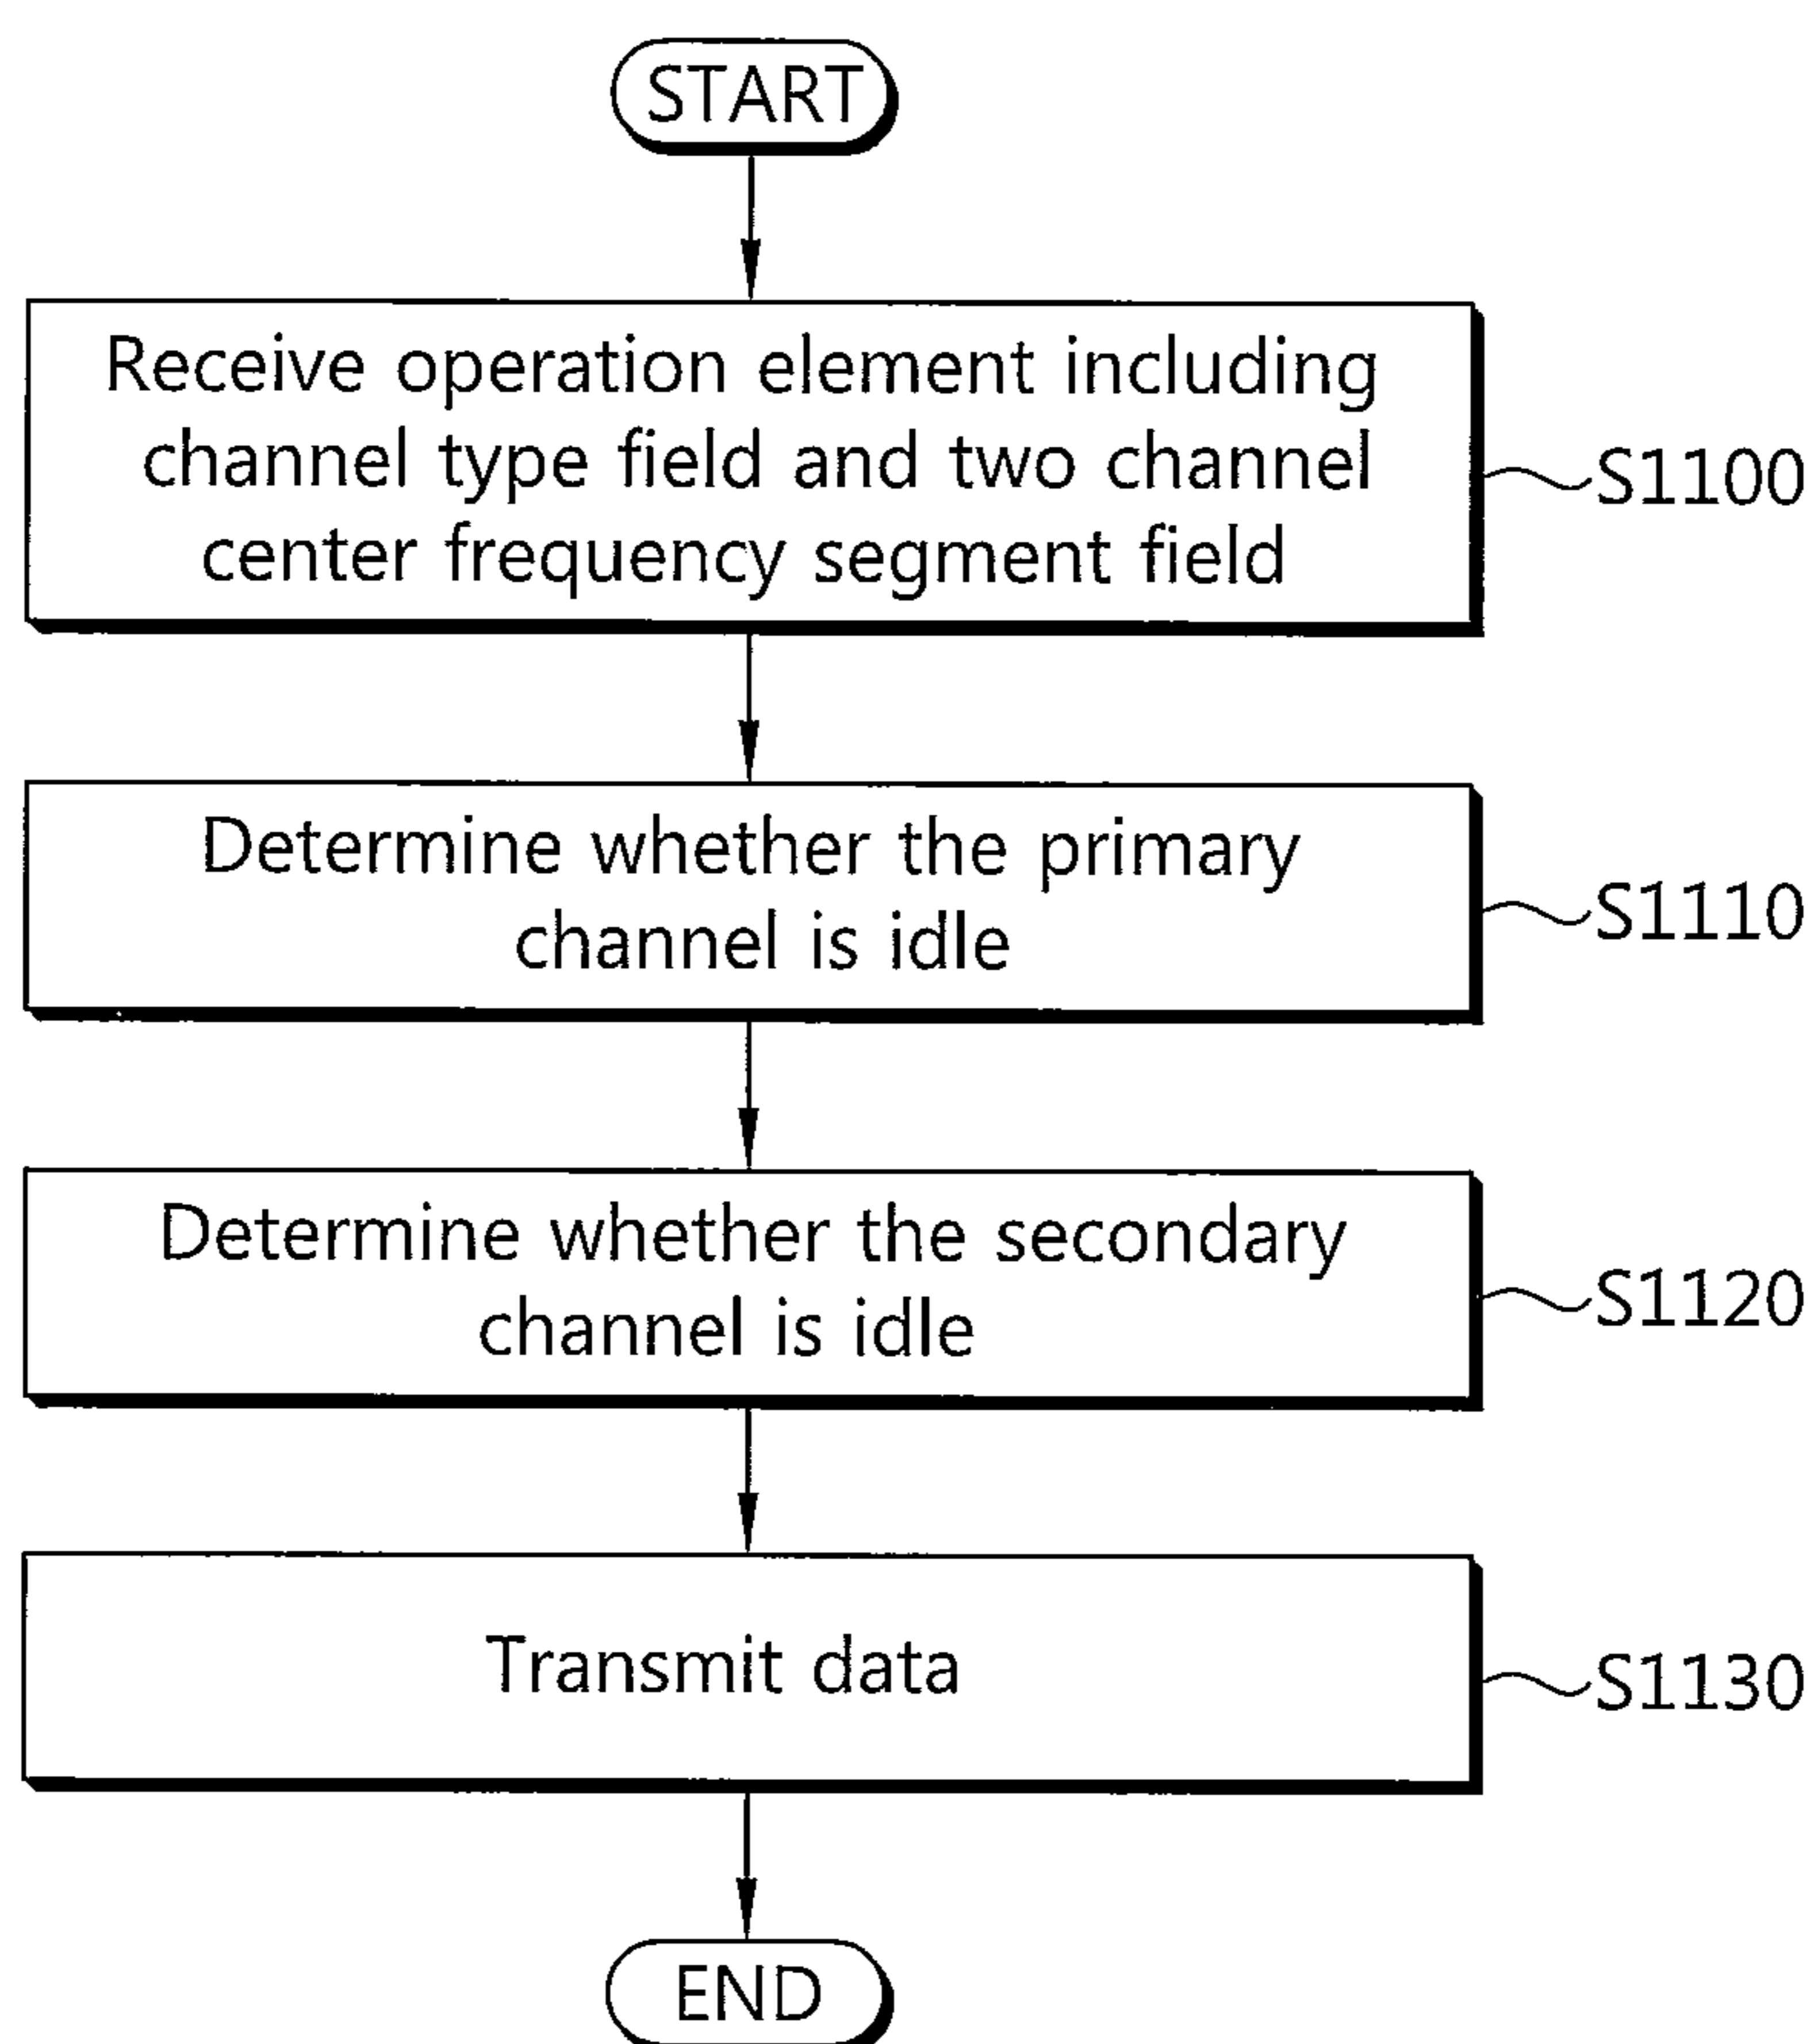 START
Receive operation element including
channel type field and two channel
center frequency segment field
S1100
Determine whether the primary
channel is idle
S1110
Determine whether the secondary
channel is idle
S1120
Transmit data
S1130
END